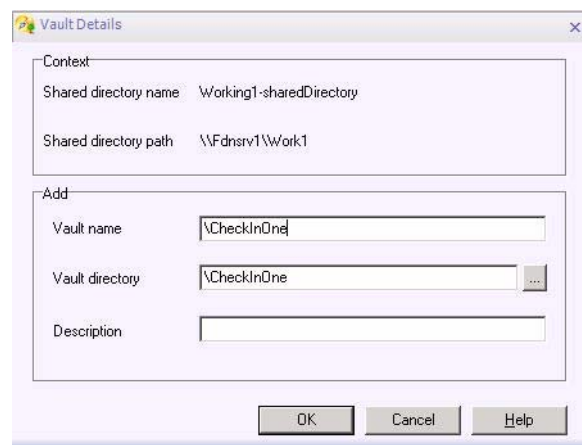 Vault Details
Context
Shared directory name Working1-sharedDirectory
Shared directory path \\Fdnsrv1\Work1
Add
Vault name \CheckInOne
Vault directory \CheckInOne ...
Description
OK Cancel Help